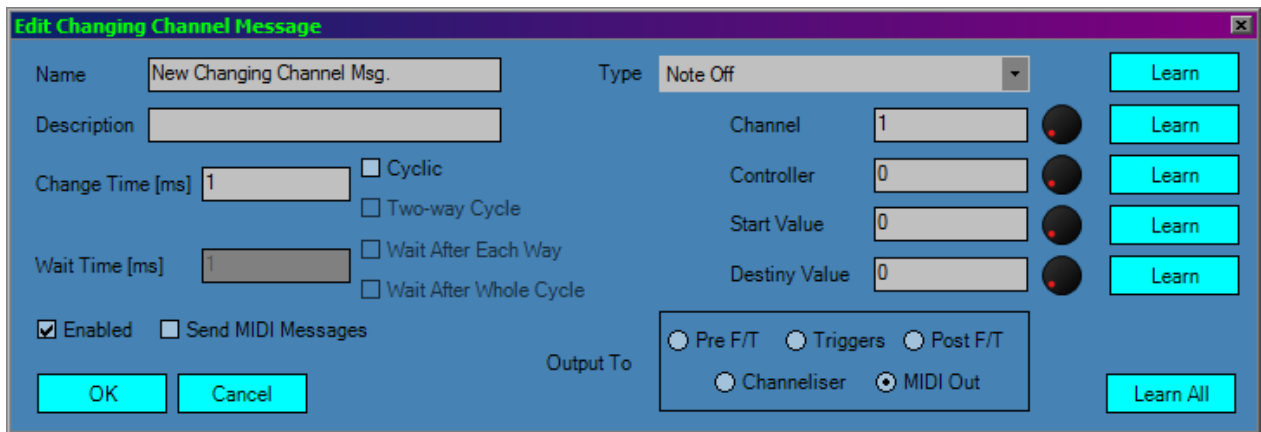 Edit Changing Channel Message
Name New Changing Channel Msg. Type Note Off Learn
Description Channel 1 Learn
Change Time [ms] 1 Cyclic Controller 0 Learn
Two-way Cycle Start Value 0 Learn
Wait Time [ms] 1 Wait After Each Way Destiny Value 0 Learn
Wait After Whole Cycle
Enabled Send MIDI Messages
Output To Pre F/T Triggers Post F/T
Channeliser MIDI Out
OK Cancel Learn All